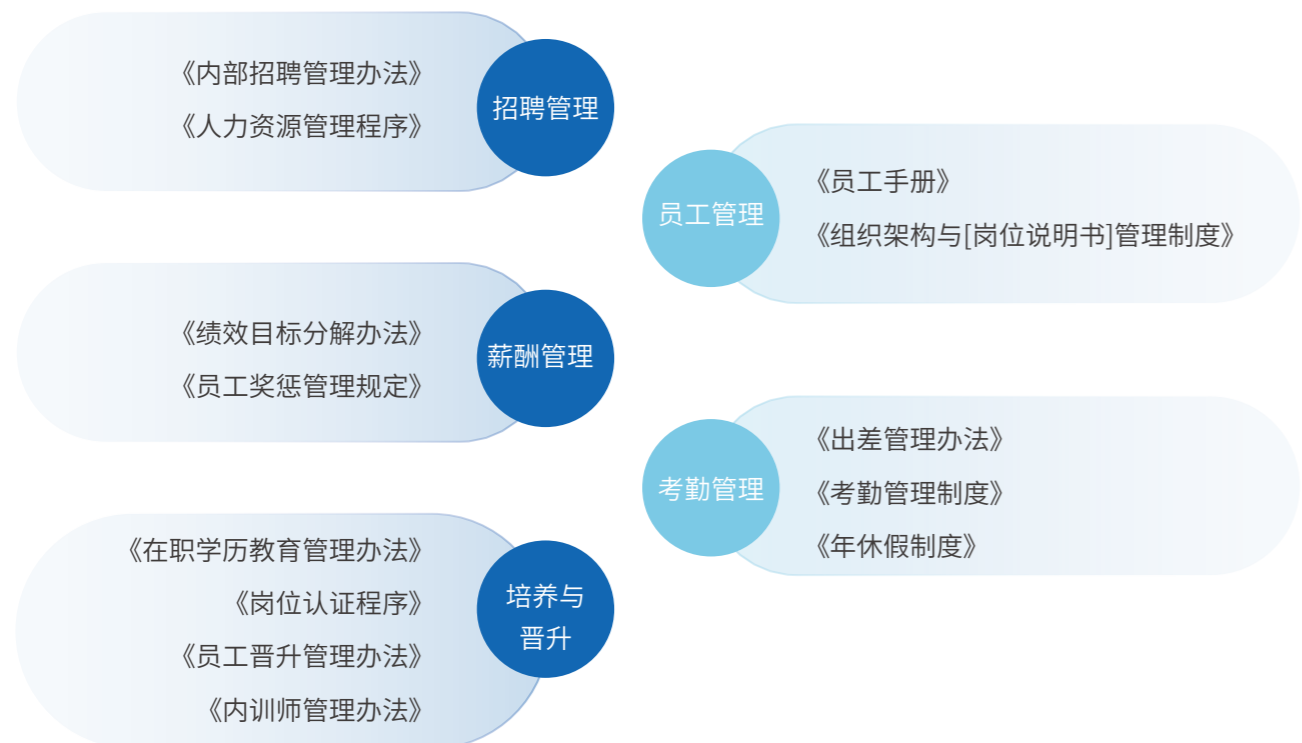 《内部招聘管理办法》
《人力资源管理程序》
招聘管理
员工管理
《员工手册》
《组织架构与[岗位说明书]管理制度》
《绩效目标分解办法》
《员工奖惩管理规定》
薪酬管理
考勤管理
《出差管理办法》
《考勤管理制度》
《年休假制度》
《在职学历教育管理办法》
《岗位认证程序》
《员工晋升管理办法》
《内训师管理办法》
培养与
晋升